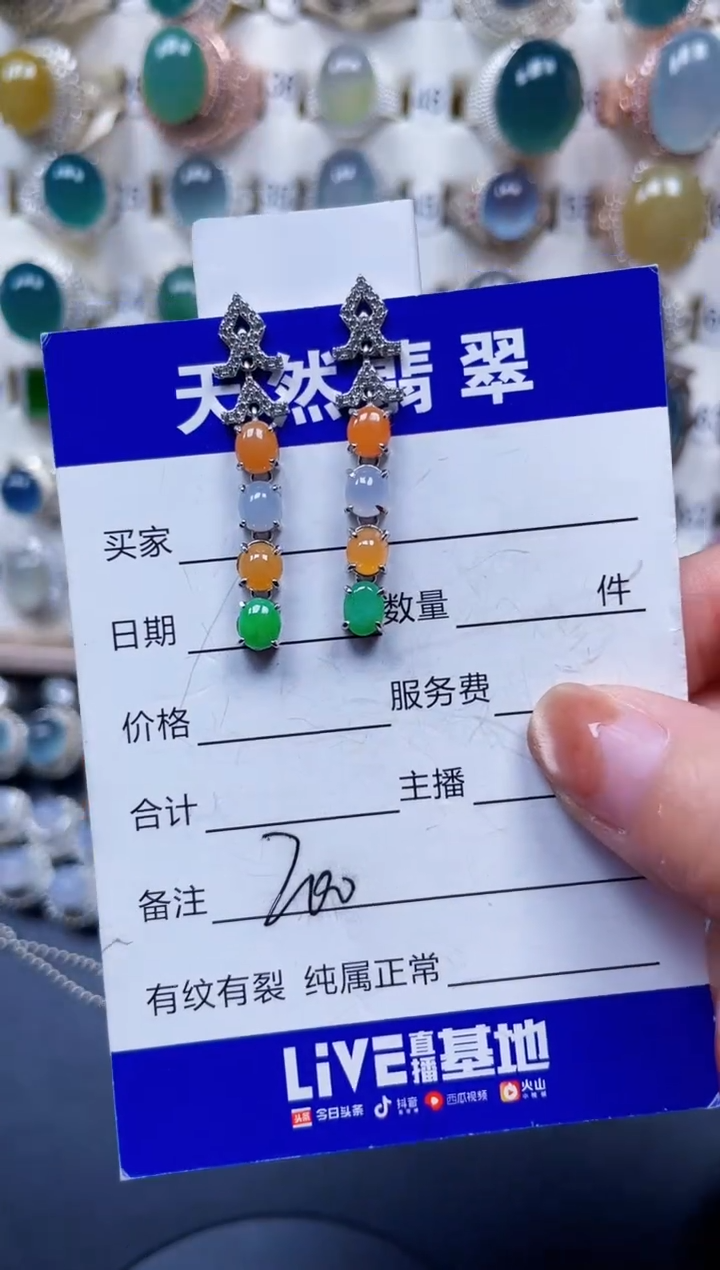 天然翡翠
买家
日期 数量 件
价格 服务费
合计 主播
备注
有纹有裂 纯属正常
LiVE直播基地
头条 今日头条 抖音 西瓜视频 火山